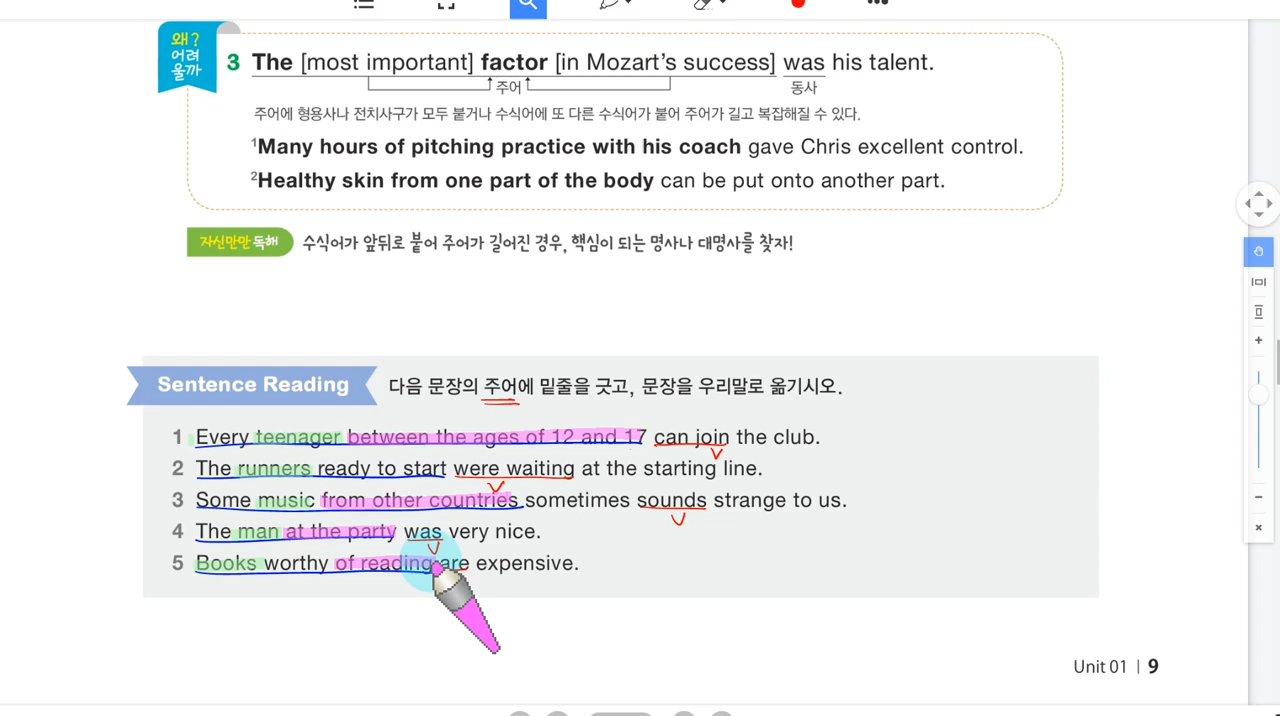 왜?
어려
울까
3 The [most important] factor [in Mozart's success] was his talent.
주어 동사
주어에 형용사나 전치사구가 모두 붙거나 수식어에 또 다른 수식어가 붙어 주어가 길고 복잡해질 수 있다.
1Many hours of pitching practice with his coach gave Chris excellent control.
2Healthy skin from one part of the body can be put onto another part.
자신만만 독해 수식어가 앞뒤로 붙어 주어가 길어진 경우, 핵심이 되는 명사나 대명사를 찾자!
Sentence Reading 다음 문장의 주어에 밑줄을 긋고, 문장을 우리말로 옮기시오.
1 Every teenager between the ages of 12 and 17 can join the club.
2 The runners ready to start were waiting at the starting line.
3 Some music from other countries sometimes sounds strange to us.
4 The man at the party was very nice.
5 Books worthy of reading are expensive.
Unit 01 | 9